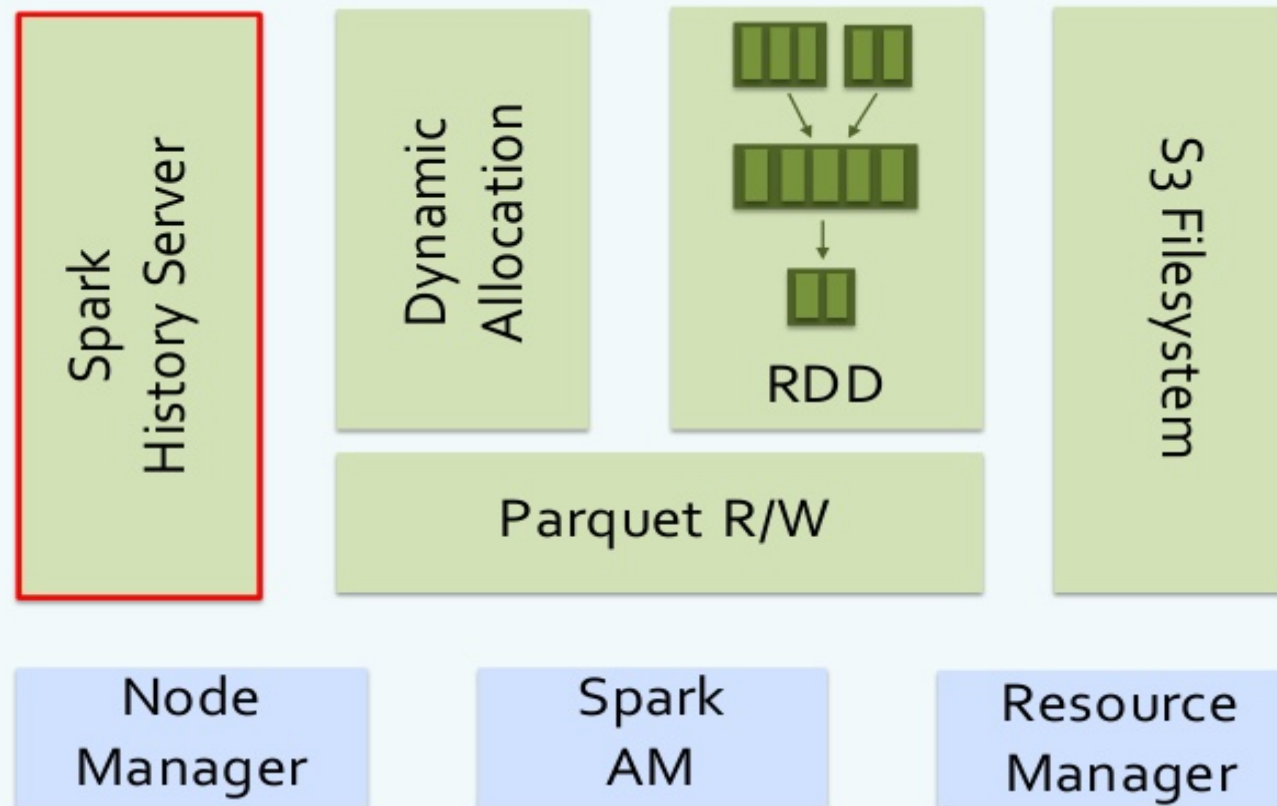 Spark
History Server
Dynamic
Allocation
RDD
S3 Filesystem
Parquet R/W
Node
Manager
Spark
AM
Resource
Manager